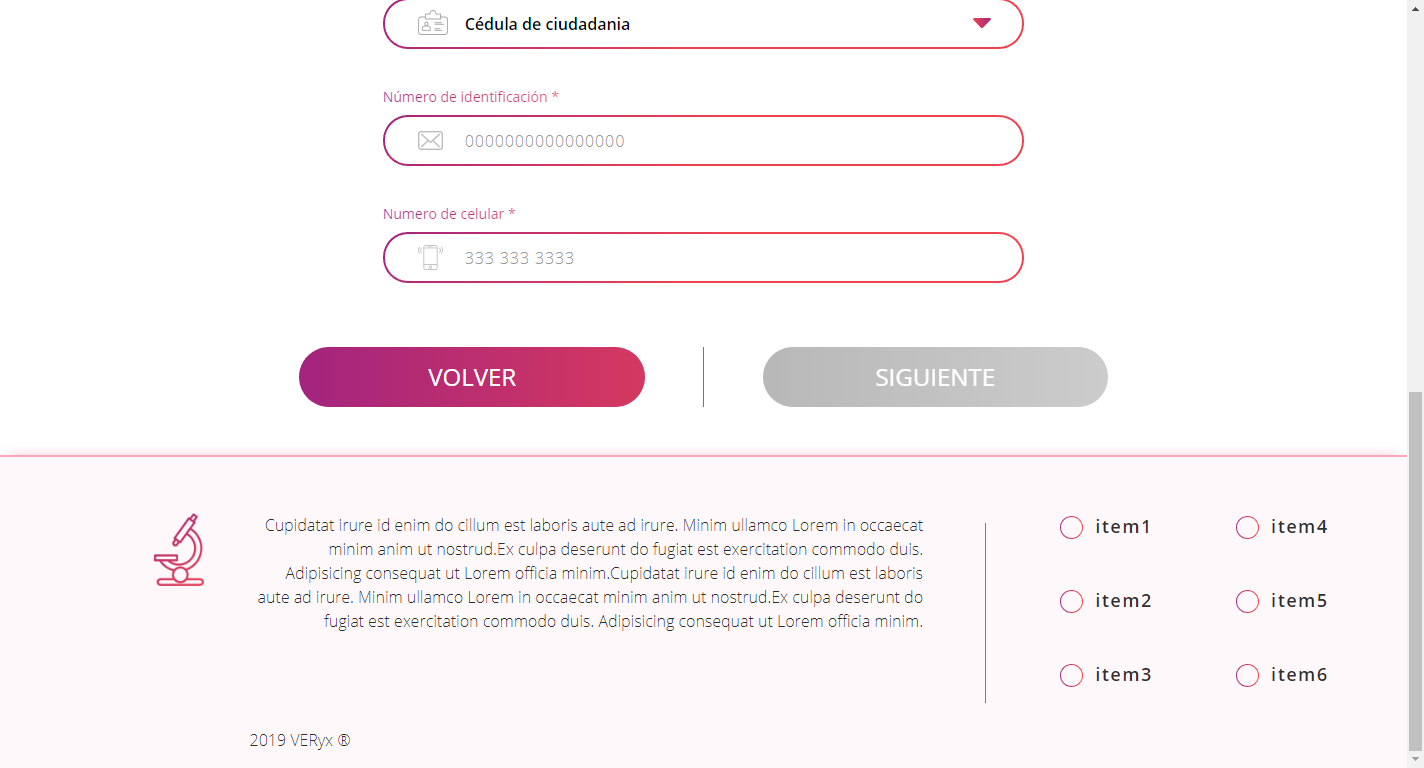 Cédula de ciudadania
Número de identificación *
0000000000000000
Numero de celular *
333 333 3333
VOLVER
SIGUIENTE
Cupidatat irure id enim do cillum est laboris aute ad irure. Minim ullamco Lorem in occaecat
minim anim ut nostrud.Ex culpa deserunt do fugiat est exercitation commodo duis.
Adipisicing consequat ut Lorem officia minim.Cupidatat irure id enim do cillum est laboris
aute ad irure. Minim ullamco Lorem in occaecat minim anim ut nostrud.Ex culpa deserunt do
fugiat est exercitation commodo duis. Adipisicing consequat ut Lorem officia minim.
item1
item4
item2
item5
item3
item6
2019 VERyx ®